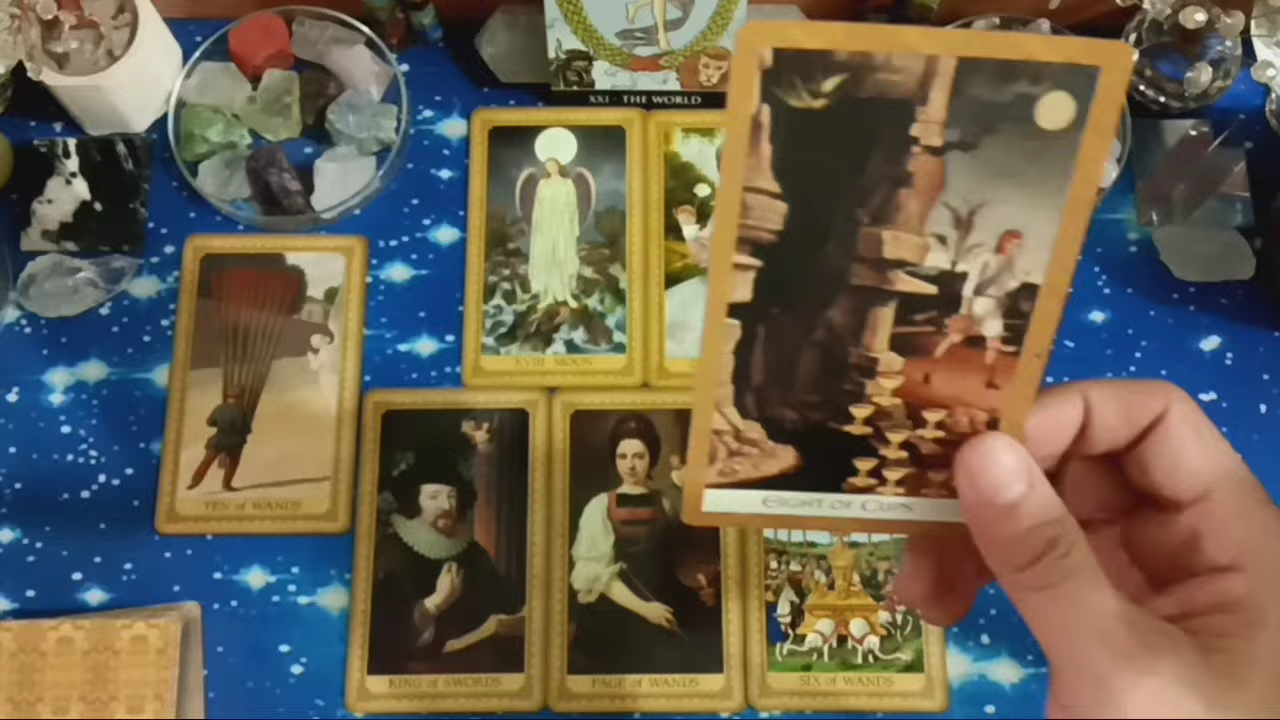 XXI · THE WORLD
XVIII · MOON
TEN of WANDS
EIGHT OF CUPS
KING of SWORDS
PAGE of WANDS
SIX of WANDS